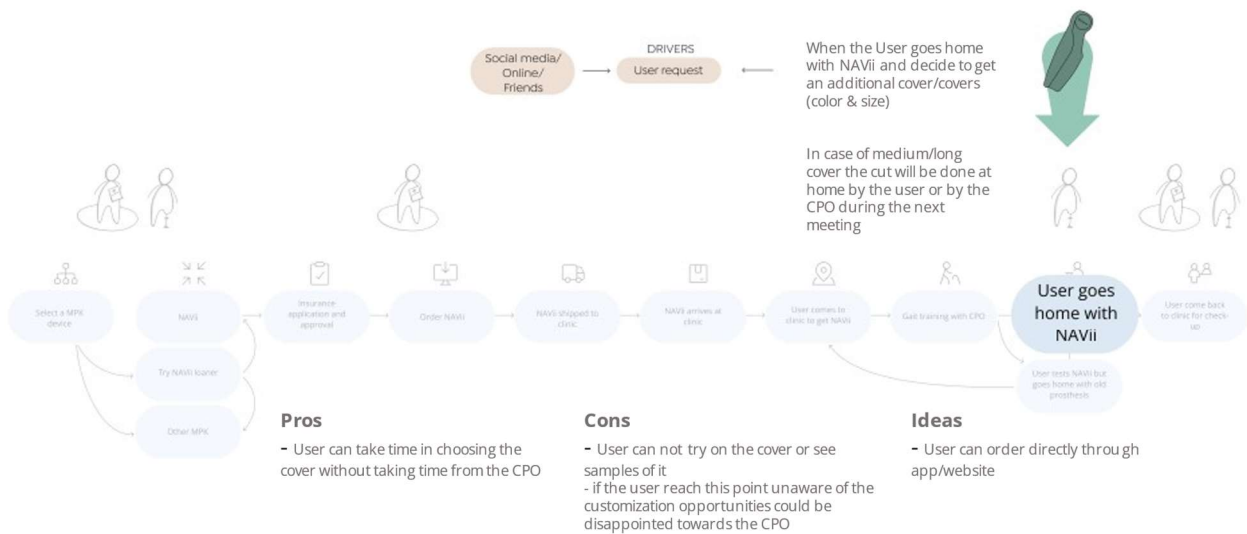 Social media/
Online/
Friends
DRIVERS
User request
When the User goes home
with NAVii and decide to get
an additional cover/covers
(color & size)
In case of medium/long
cover the cut will be done at
home by the user or by the
CPO during the next
meeting
Select a MPK
device
NAVii
Insurance
application and
approval
Order NAVii
NAVii shipped to
clinic
NAVii arrives at
clinic
User comes to
clinic to get NAVii
Gait training with CPO
User goes
home with
NAVii
User come back
to clinic for check-
up
Try NAVii loaner
User tests NAVii but
goes home with old
prosthesis
Other MPK
Pros
- User can take time in choosing the
cover without taking time from the CPO
Cons
- User can not try on the cover or see
samples of it
- if the user reach this point unaware of the
customization opportunities could be
disappointed towards the CPO
Ideas
- User can order directly through
app/website